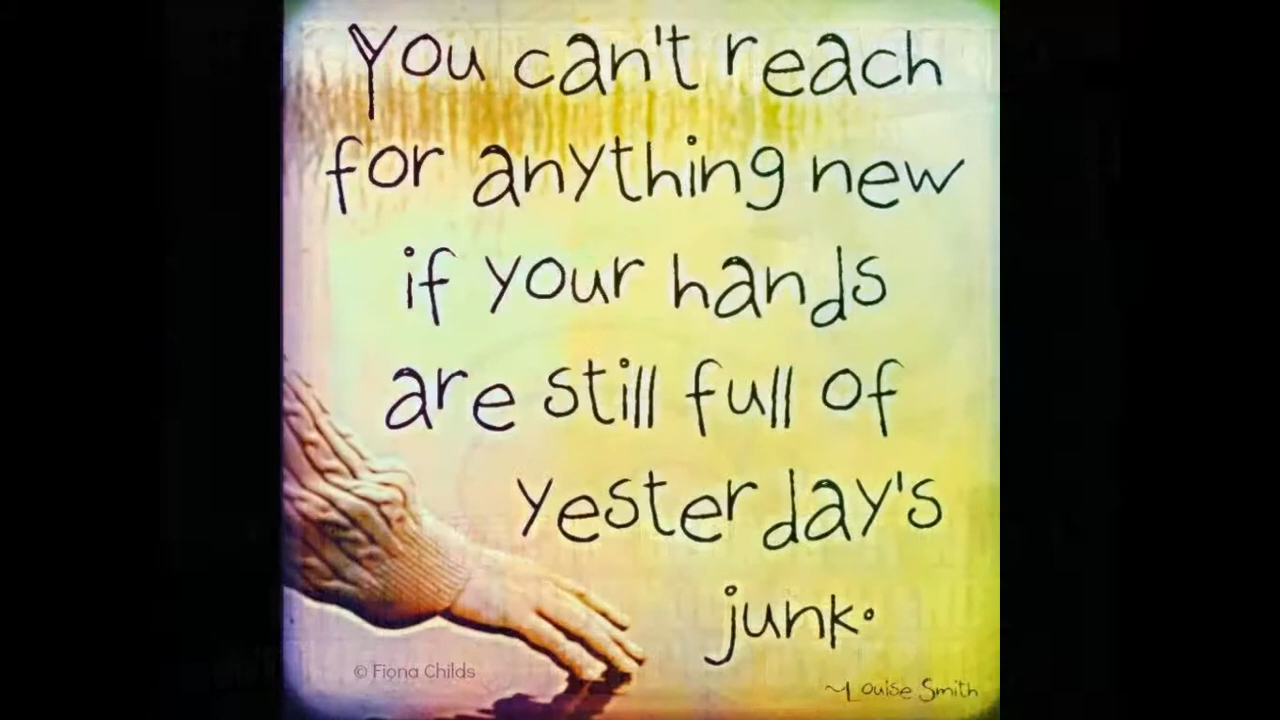 You can't reach
for anything new
if your hands
are still full of
yesterday's
junk.
© Fiona Childs
~Louise Smith